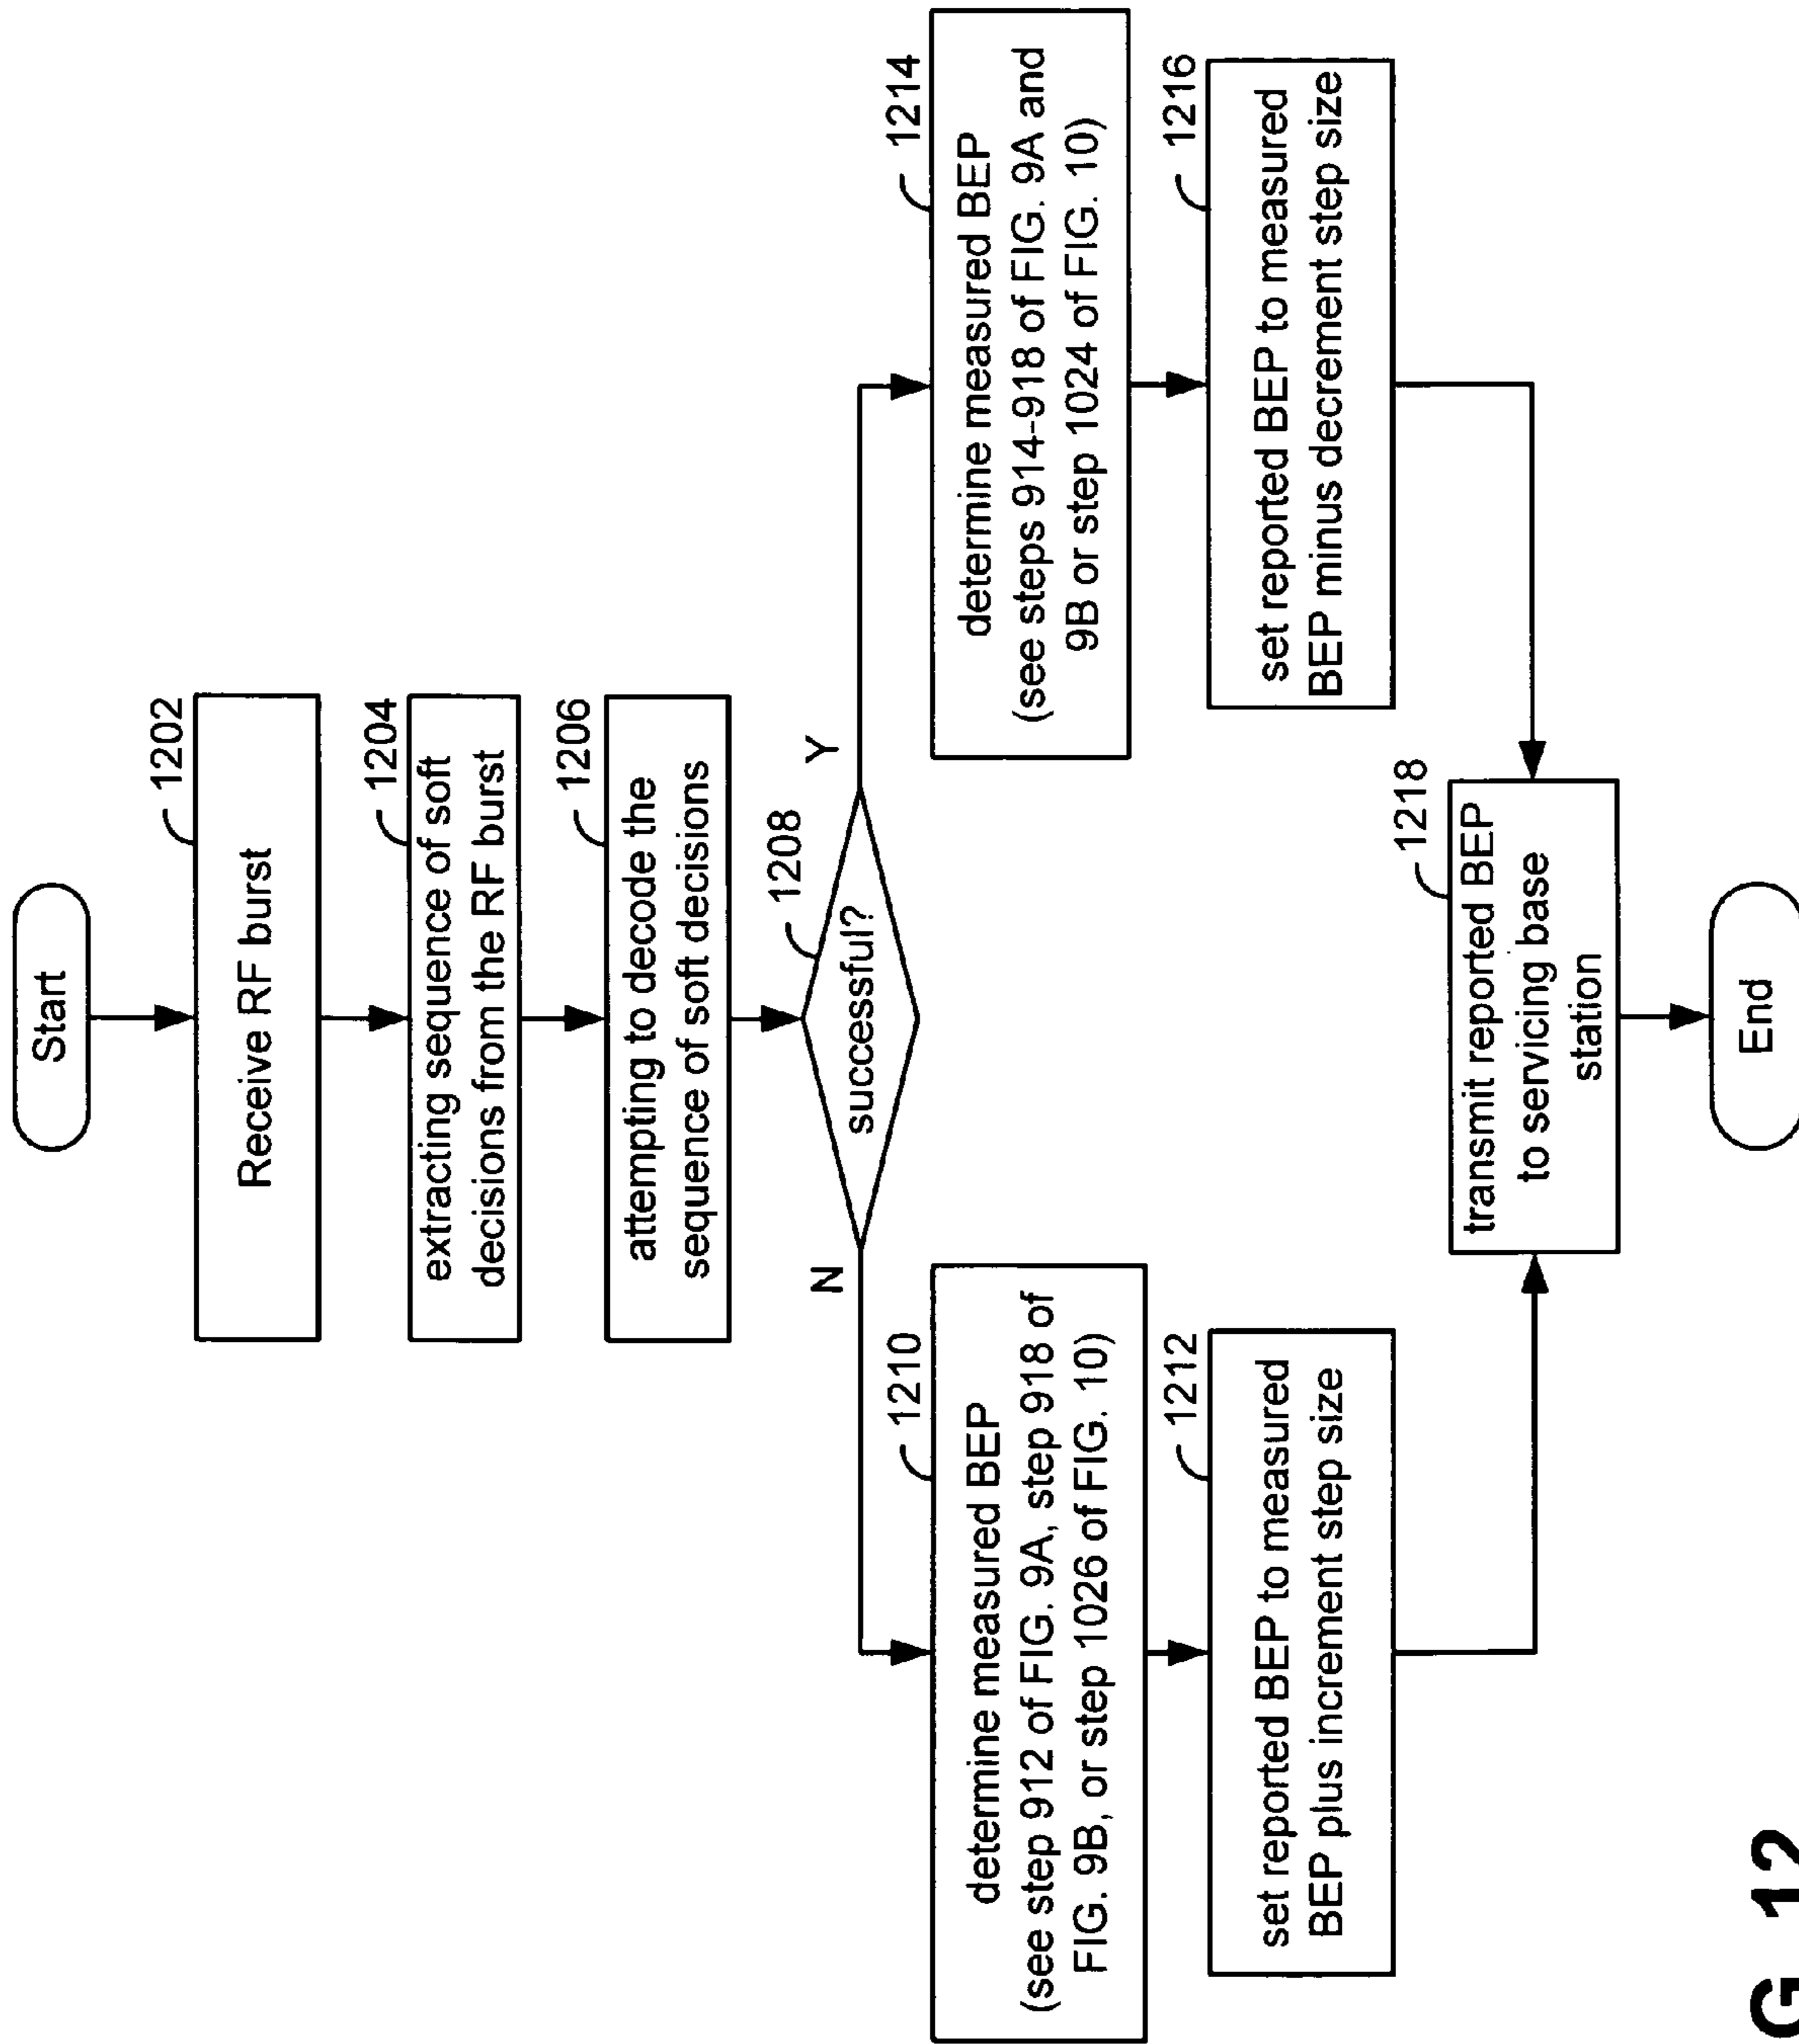 Start
1202
Receive RF burst
1204
extracting sequence of soft
decisions from the RF burst
1206
attempting to decode the
sequence of soft decisions
1208
successful?
N
Y
1210
determine measured BEP
(see step 912 of FIG. 9A, step 918 of
FIG. 9B, or step 1026 of FIG. 10)
1212
set reported BEP to measured
BEP plus increment step size
1214
determine measured BEP
(see steps 914-918 of FIG. 9A and
9B or step 1024 of FIG. 10)
1216
set reported BEP to measured
BEP minus decrement step size
1218
transmit reported BEP
to servicing base
station
End
G 12